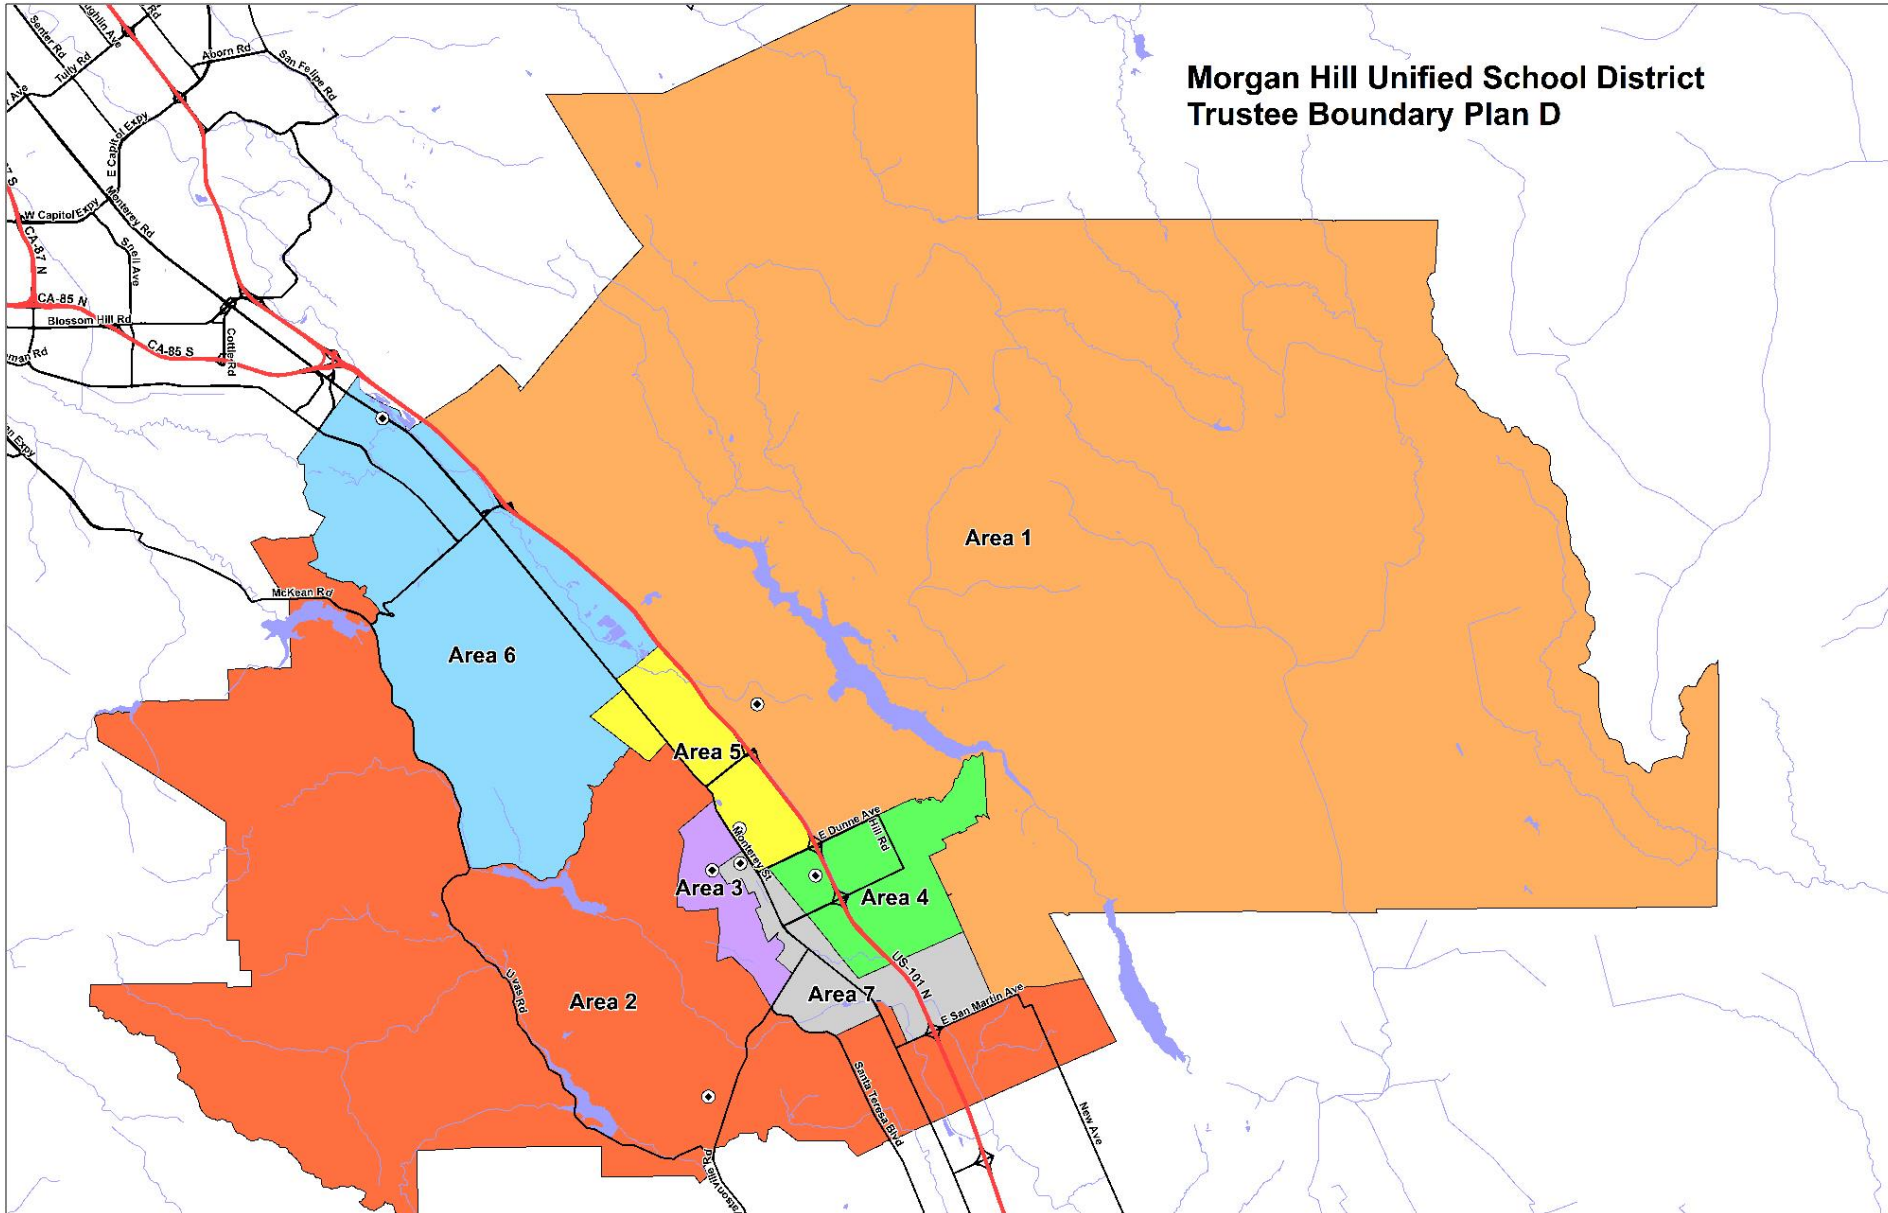 Morgan Hill Unified School District
Trustee Boundary Plan D
Senter Rd
Tully Rd
Rd
Aborn Rd
San Felipe Rd
Ave
E Capitol Expy
W Capitol Expy
Monterey Rd
Snell Ave
CA-87 N
CA-85 N
Blossom Hill Rd
CA-85 S
Cottle Rd
Expy
McKean Rd
Area 1
Area 6
Area 5
E Dunne Ave
Hill Rd
Monterey St
Area 3
Area 4
US-101 N
Area 7
Area 2
Uvas Rd
E San Martin Ave
Santa Teresa Blvd
New Ave